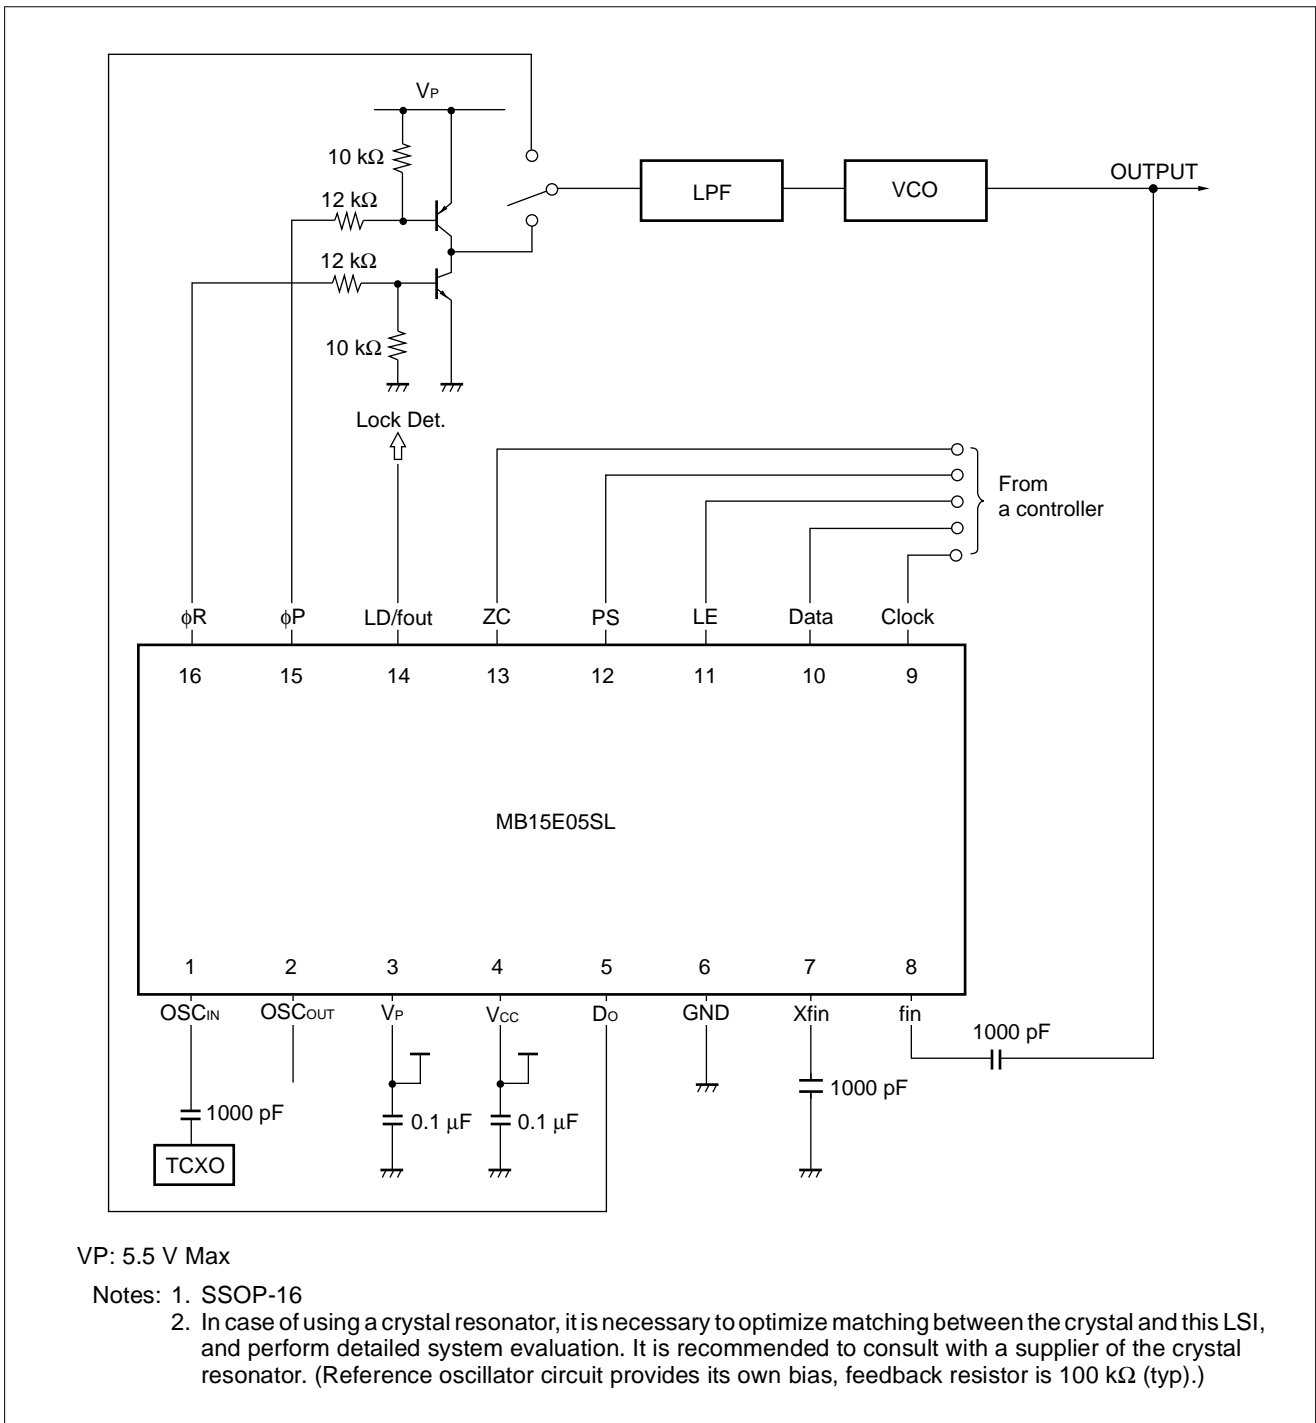 VP
10 kΩ
12 kΩ
12 kΩ
10 kΩ
LPF
VCO
OUTPUT
Lock Det.
From
a controller
ϕR ϕP LD/fout ZC PS LE Data Clock
16 15 14 13 12 11 10 9
MB15E05SL
1 2 3 4 5 6 7 8
OSCIN OSCOUT VP VCC DO GND Xfin fin
1000 pF
1000 pF
1000 pF
0.1 μF
0.1 μF
TCXO
VP: 5.5 V Max
Notes: 1. SSOP-16
2. In case of using a crystal resonator, it is necessary to optimize matching between the crystal and this LSI,
and perform detailed system evaluation. It is recommended to consult with a supplier of the crystal
resonator. (Reference oscillator circuit provides its own bias, feedback resistor is 100 kΩ (typ).)